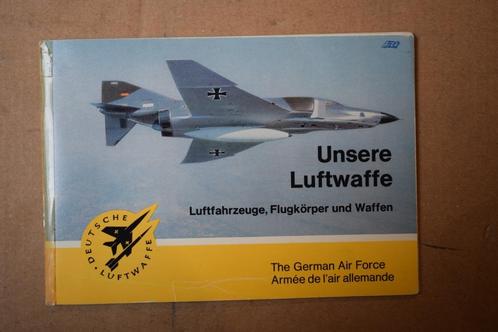 Unsere
Luftwaffe
Luftfahrzeuge, Flugkörper und Waffen
DEUTSCHE
LUFTWAFFE
The German Air Force
Armée de l'air allemande